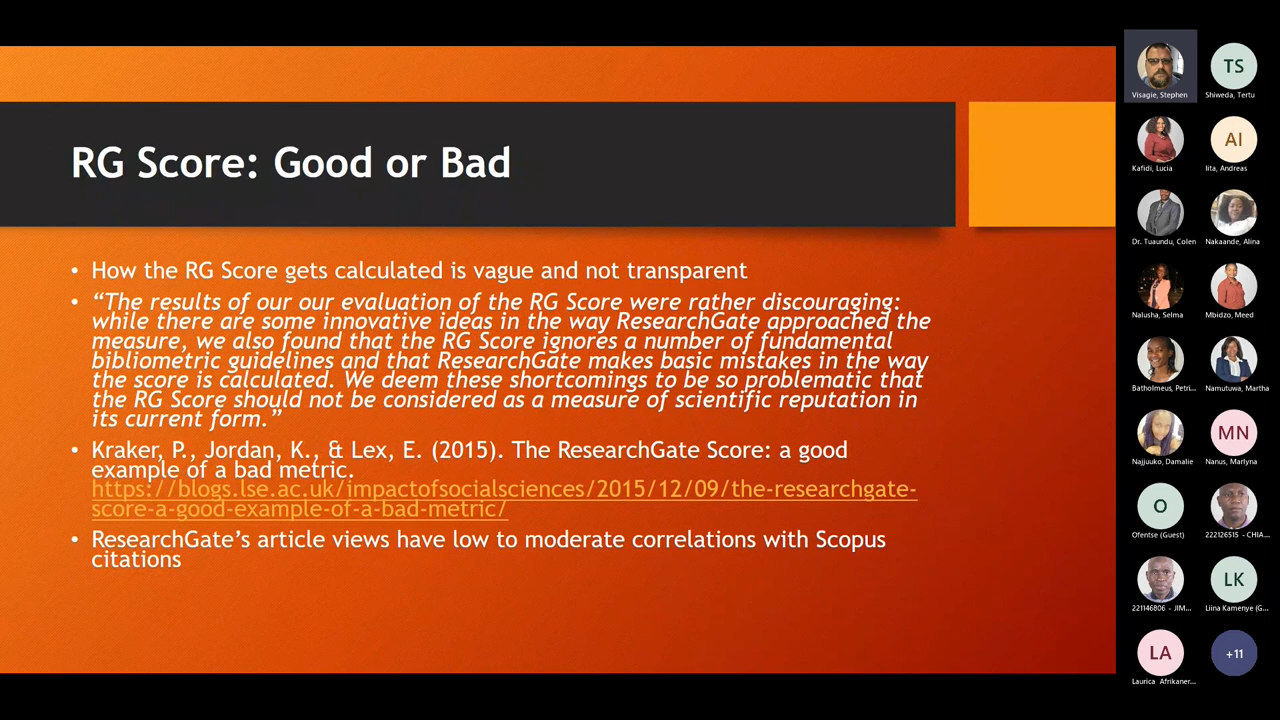 RG Score: Good or Bad
• How the RG Score gets calculated is vague and not transparent
• “The results of our our evaluation of the RG Score were rather discouraging:
while there are some innovative ideas in the way ResearchGate approached the
measure, we also found that the RG Score ignores a number of fundamental
bibliometric guidelines and that ResearchGate makes basic mistakes in the way
the score is calculated. We deem these shortcomings to be so problematic that
the RG Score should not be considered as a measure of scientific reputation in
its current form.”
• Kraker, P., Jordan, K., & Lex, E. (2015). The ResearchGate Score: a good
example of a bad metric.
https://blogs.lse.ac.uk/impactofsocialsciences/2015/12/09/the-researchgate-
score-a-good-example-of-a-bad-metric/
• ResearchGate’s article views have low to moderate correlations with Scopus
citations
Visagie, Stephen
TS
Shiweda, Tertu
Kafidi, Lucia
AI
Iita, Andreas
Dr. Tuaundu, Colen
Nakaande, Alina
Nalusha, Selma
Mbidzo, Meed
Batholmeus, Petri...
Namutuwa, Martha
Najjuuko, Damalie
MN
Nanus, Marlyna
O
Ofentse (Guest)
222126515 - CHIA...
221146806 - JIM...
LK
Liina Kamenye (G...
LA
Laurica Afrikaner...
+11